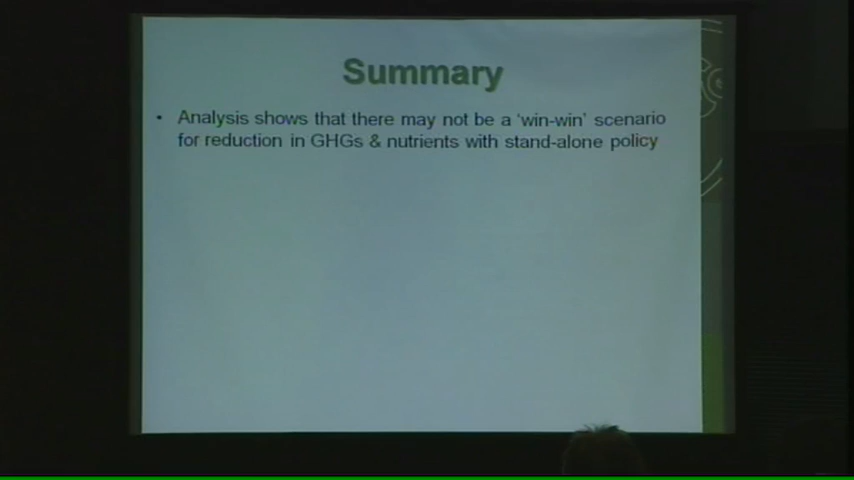 Summary
• Analysis shows that there may not be a ‘win-win’ scenario
for reduction in GHGs & nutrients with stand-alone policy